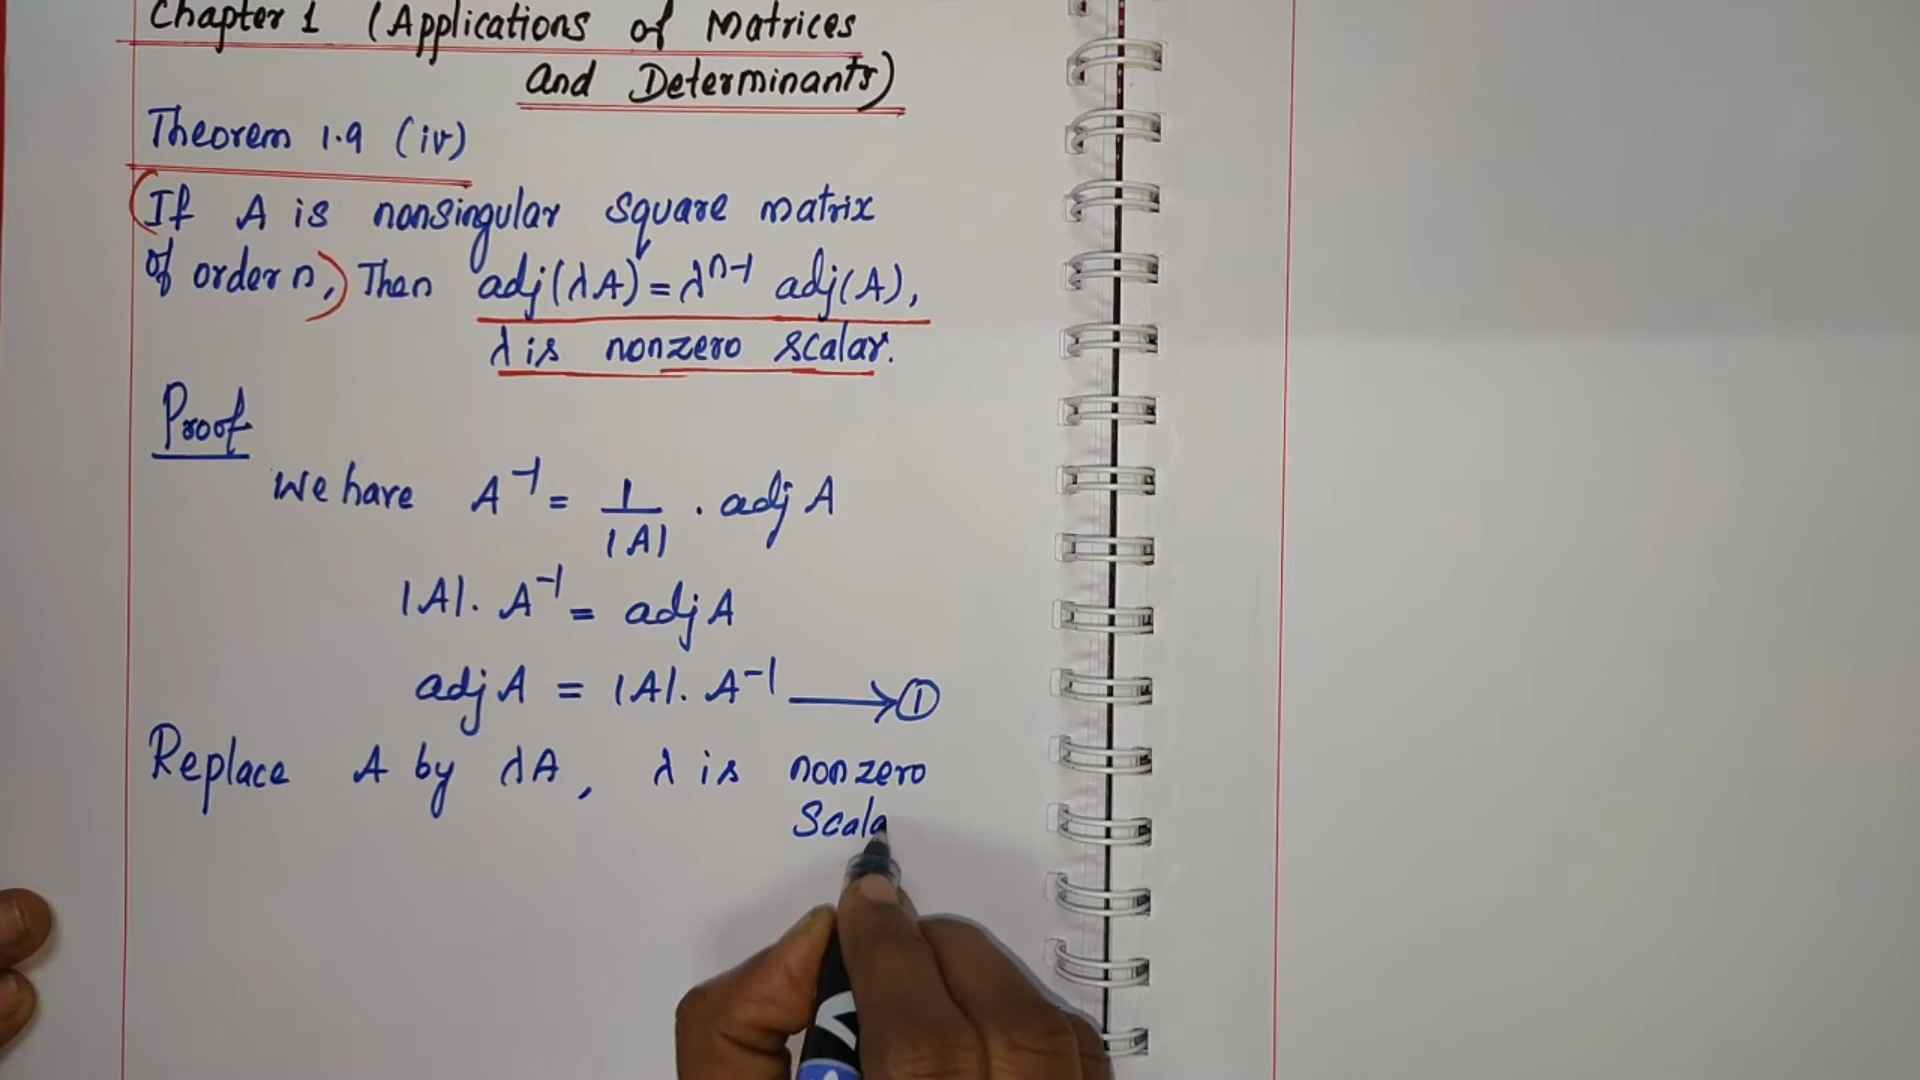 Chapter 1 (Applications of Matrices
and Determinants)
Theorem 1.9 (iv)
(If A is nonsingular square matrix
of order n,) Then adj(λA) = λⁿ⁻¹ adj(A),
λ is nonzero scalar.
Proof
We have A⁻¹ = 1/|A| . adj A
|A|. A⁻¹ = adj A
adj A = |A|. A⁻¹ ⟶ ①
Replace A by λA, λ is nonzero
Scala